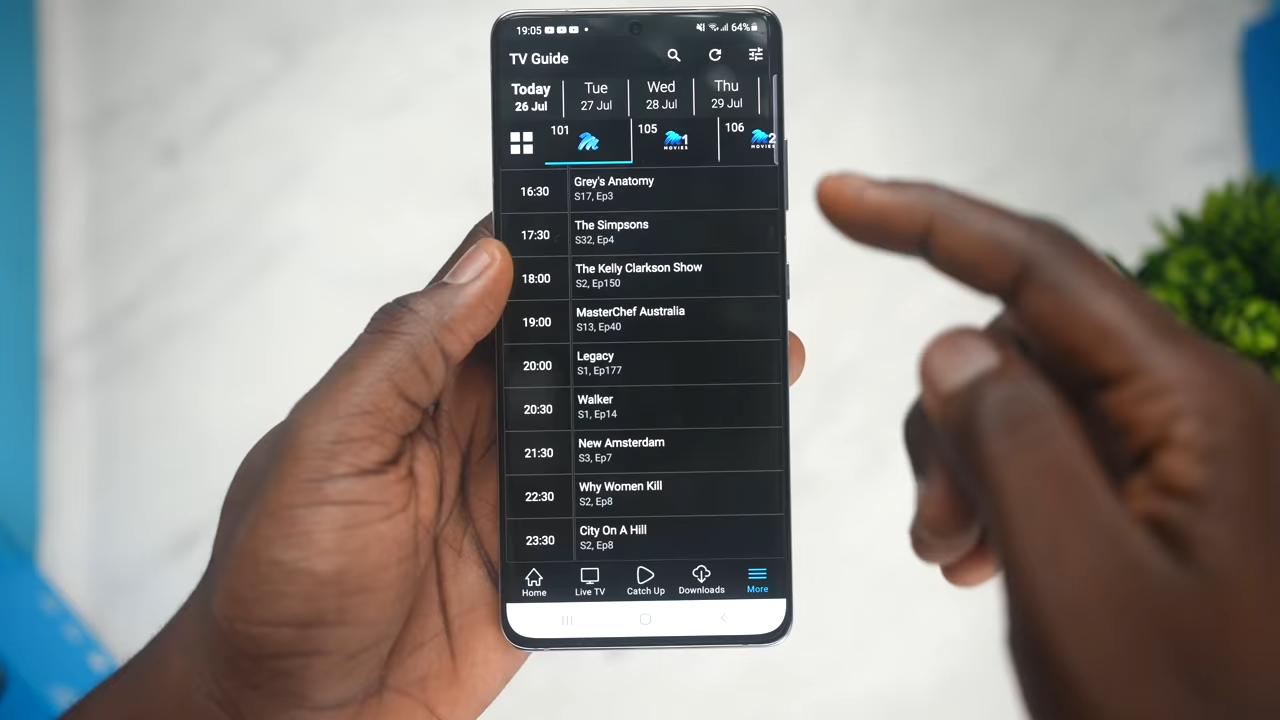 19:05 64%
TV Guide
Today Tue Wed Thu
26 Jul 27 Jul 28 Jul 29 Jul
101 105 106
M 1 MOVIES 2 MOVIES
16:30 Grey's Anatomy
S17, Ep3
17:30 The Simpsons
S32, Ep4
18:00 The Kelly Clarkson Show
S2, Ep150
19:00 MasterChef Australia
S13, Ep40
20:00 Legacy
S1, Ep177
20:30 Walker
S1, Ep14
21:30 New Amsterdam
S3, Ep7
22:30 Why Women Kill
S2, Ep8
23:30 City On A Hill
S2, Ep8
Home Live TV Catch Up Downloads More